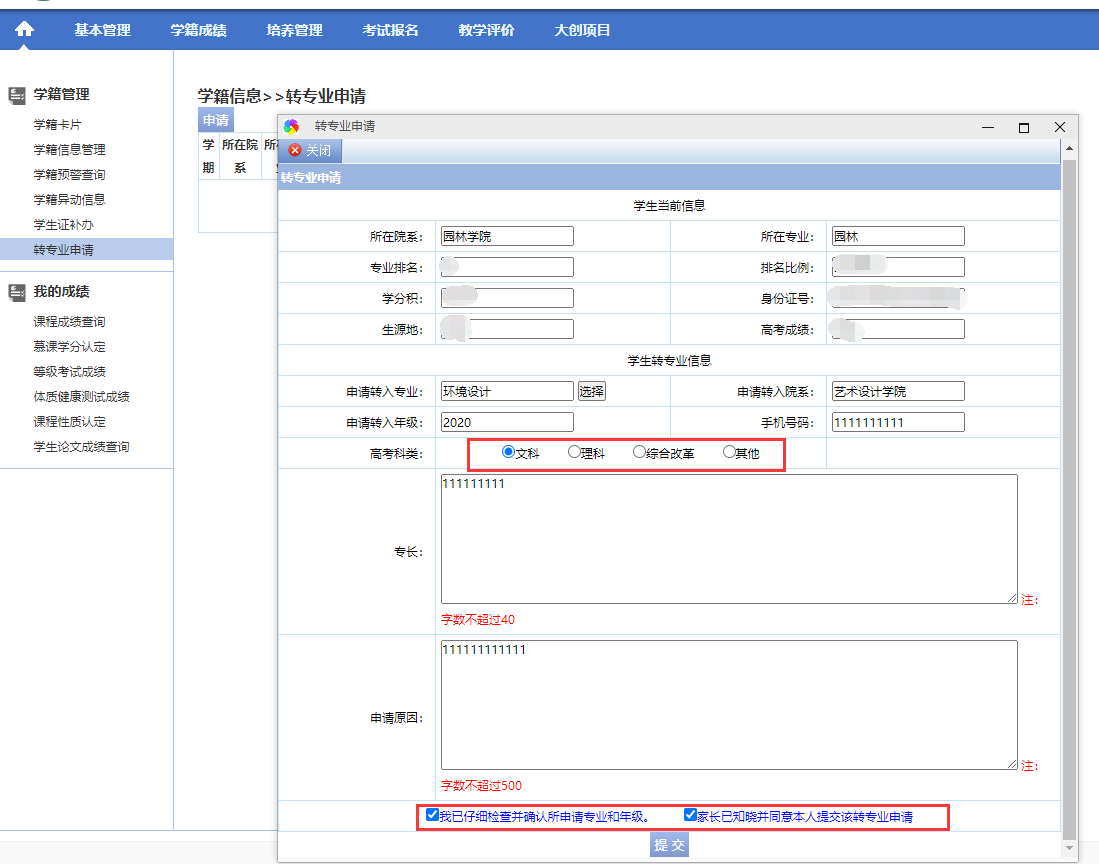 基本管理 学籍成绩 培养管理 考试报名 教学评价 大创项目
学籍管理
学籍卡片
学籍信息管理
学籍预警查询
学籍异动信息
学生证补办
转专业申请
我的成绩
课程成绩查询
慕课学分认定
等级考试成绩
体质健康测试成绩
课程性质认定
学生论文成绩查询
学籍信息>>转专业申请
申请
学期 所在院系
转专业申请
关闭
转专业申请
学生当前信息
所在院系: 园林学院 所在专业: 园林
专业排名: 排名比例:
学分积: 身份证号:
生源地: 高考成绩:
学生转专业信息
申请转入专业: 环境设计 选择 申请转入院系: 艺术设计学院
申请转入年级: 2020 手机号码: 1111111111
高考科类: 文科 理科 综合改革 其他
专长: 111111111
注:
字数不超过40
申请原因: 111111111111
注:
字数不超过500
我已仔细检查并确认所申请专业和年级。 家长已知晓并同意本人提交该转专业申请
提 交